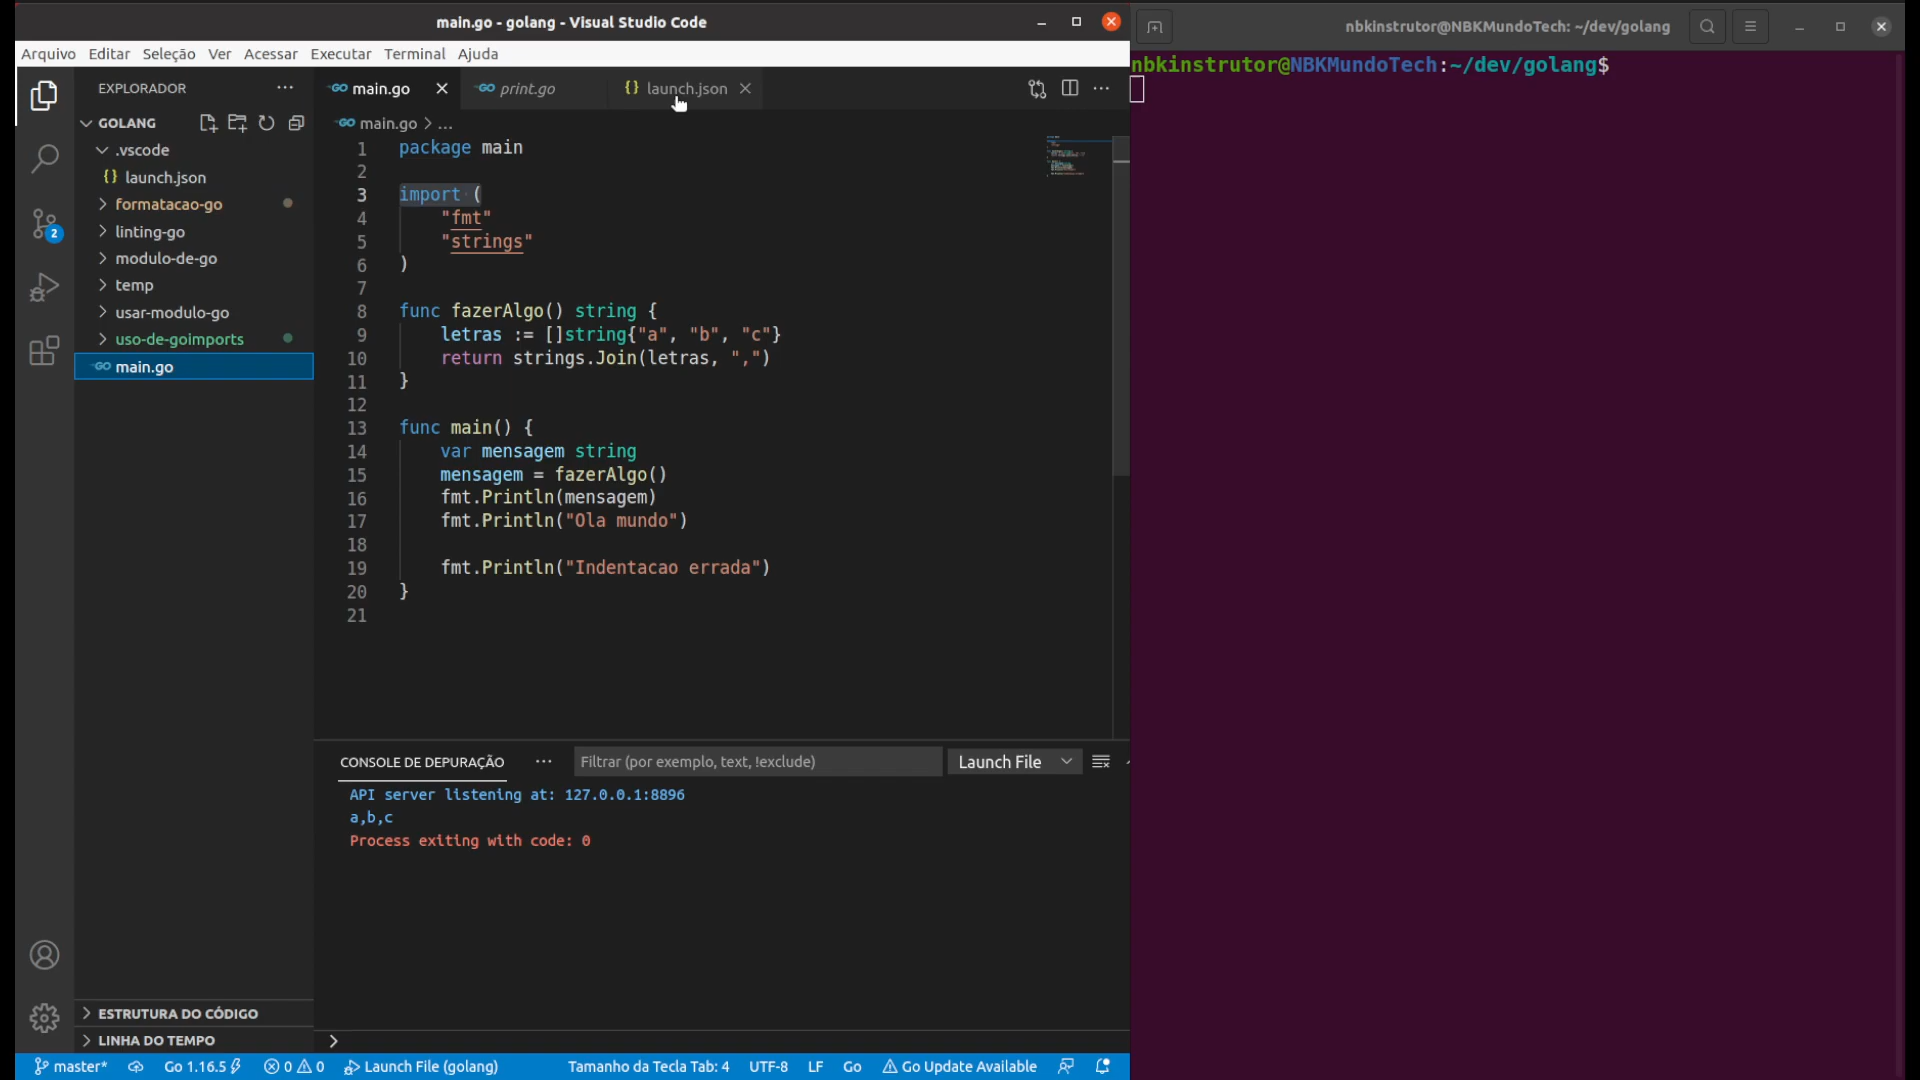 main.go - golang - Visual Studio Code
Arquivo Editar Seleção Ver Acessar Executar Terminal Ajuda
EXPLORADOR
GOLANG
.vscode
{} launch.json
formatacao-go
linting-go
modulo-de-go
temp
usar-modulo-go
uso-de-goimports
GO main.go
2
ESTRUTURA DO CÓDIGO
LINHA DO TEMPO
GO main.go GO print.go {} launch.json
GO main.go > ...
1 package main
2
3 import (
4 "fmt"
5 "strings"
6 )
7
8 func fazerAlgo() string {
9 letras := []string{"a", "b", "c"}
10 return strings.Join(letras, ",")
11 }
12
13 func main() {
14 var mensagem string
15 mensagem = fazerAlgo()
16 fmt.Println(mensagem)
17 fmt.Println("Ola mundo")
18
19 fmt.Println("Indentacao errada")
20 }
21
CONSOLE DE DEPURAÇÃO ... Filtrar (por exemplo, text, !exclude) Launch File
API server listening at: 127.0.0.1:8896
a,b,c
Process exiting with code: 0
>
master* Go 1.16.5 0 0 Launch File (golang) Tamanho da Tecla Tab: 4 UTF-8 LF Go Go Update Available
nbkinstrutor@NBKMundoTech: ~/dev/golang
nbkinstrutor@NBKMundoTech:~/dev/golang$